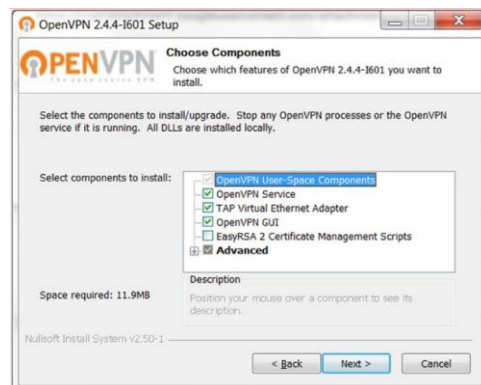 OpenVPN 2.4.4-I601 Setup
OPENVPN
Choose Components
Choose which features of OpenVPN 2.4.4-I601 you want to
install.
Select the components to install/upgrade. Stop any OpenVPN processes or the OpenVPN
service if it is running. All DLLs are installed locally.
Select components to install:
OpenVPN User-Space Components
OpenVPN Service
TAP Virtual Ethernet Adapter
OpenVPN GUI
EasyRSA 2 Certificate Management Scripts
Advanced
Space required: 11.9MB
Description
Position your mouse over a component to see its
description.
Nullsoft Install System v2.50-1
< Back
Next >
Cancel